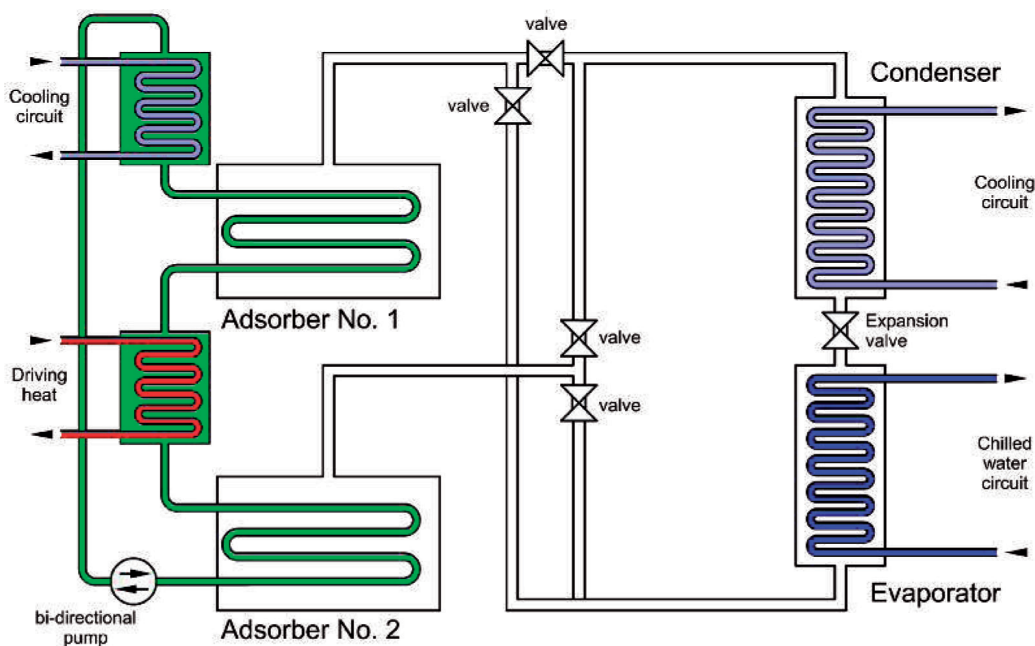 valve
valve
Condenser
Cooling
circuit
Cooling
circuit
Adsorber No. 1
Expansion
valve
valve
Driving
heat
valve
Chilled
water
circuit
Evaporator
bi-directional
pump
Adsorber No. 2